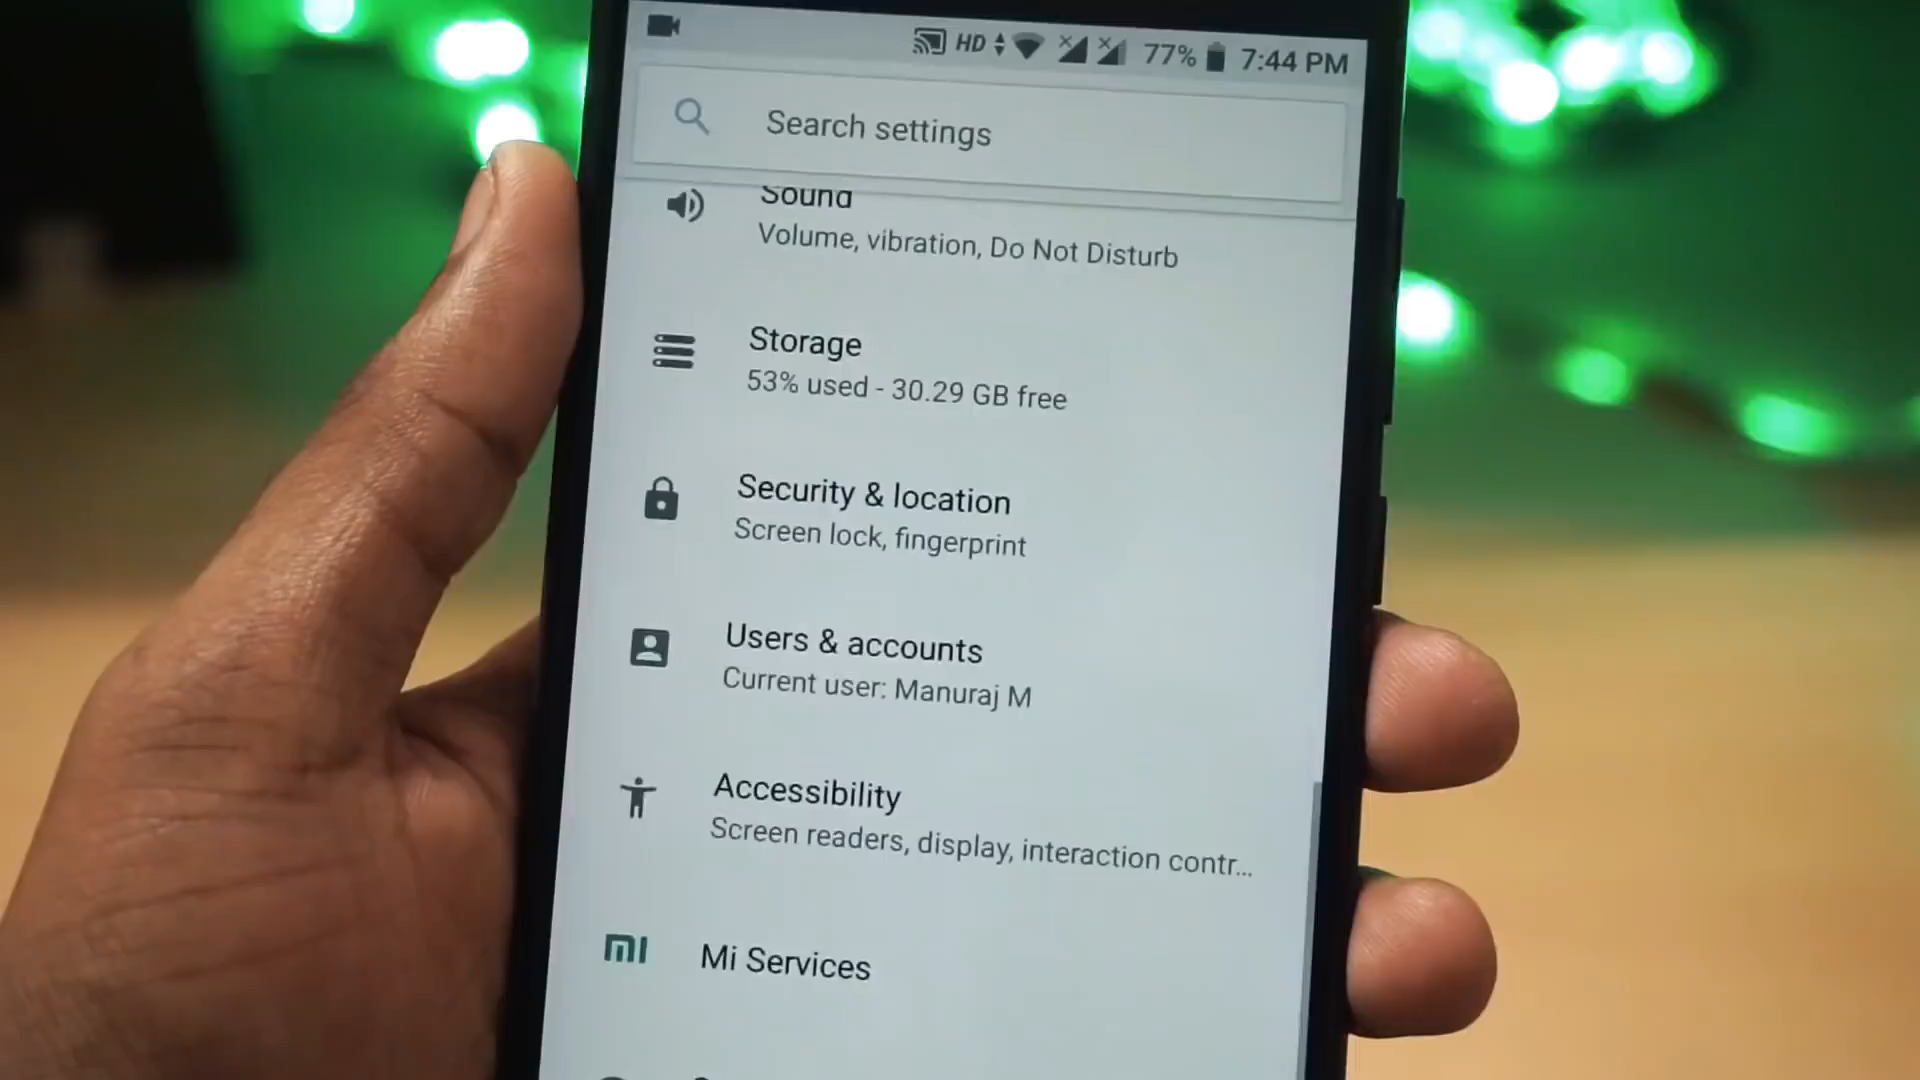 HD 77% 7:44 PM
Search settings
Sound
Volume, vibration, Do Not Disturb
Storage
53% used - 30.29 GB free
Security & location
Screen lock, fingerprint
Users & accounts
Current user: Manuraj M
Accessibility
Screen readers, display, interaction contr...
mi Mi Services